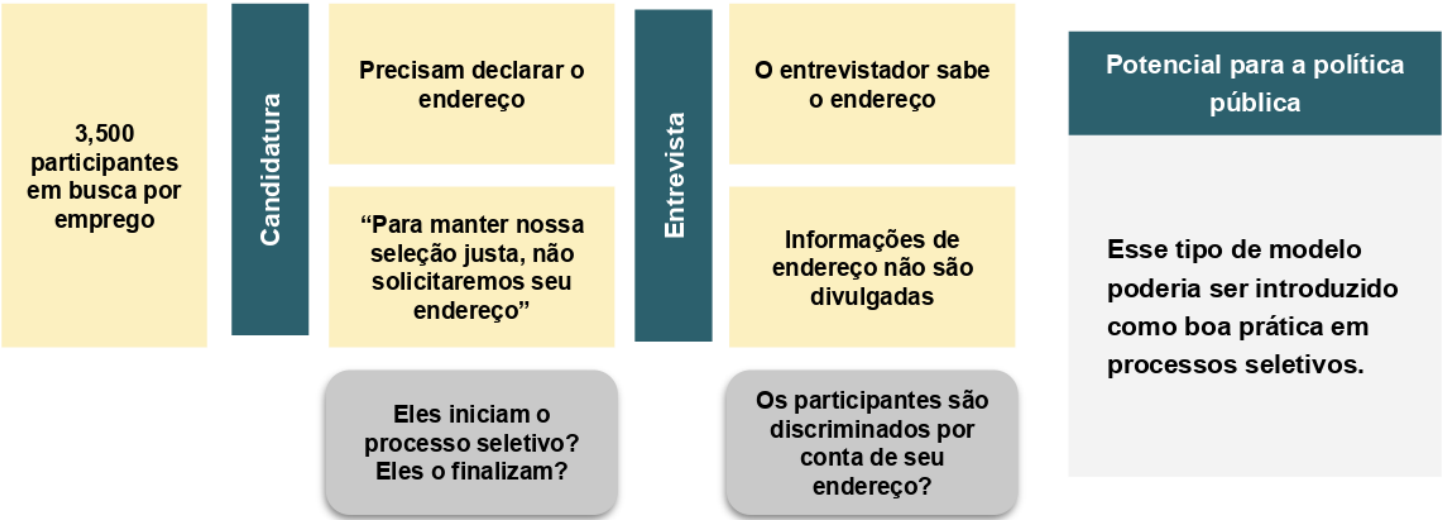 3,500
participantes
em busca por
emprego
Candidatura
Precisam declarar o
endereço
“Para manter nossa
seleção justa, não
solicitaremos seu
endereço”
Eles iniciam o
processo seletivo?
Eles o finalizam?
Entrevista
O entrevistador sabe
o endereço
Informações de
endereço não são
divulgadas
Os participantes são
discriminados por
conta de seu
endereço?
Potencial para a política
pública
Esse tipo de modelo
poderia ser introduzido
como boa prática em
processos seletivos.